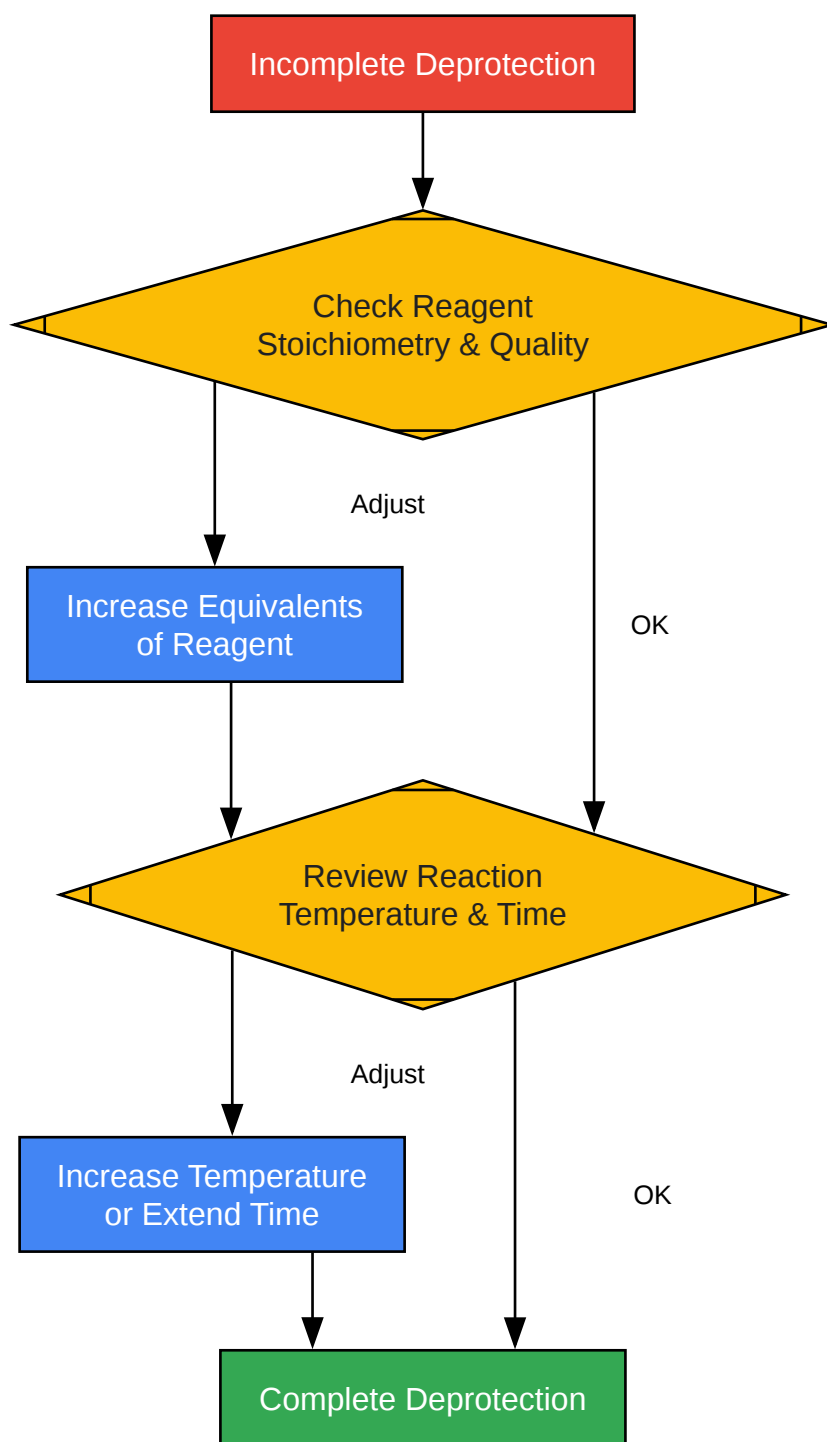 Incomplete Deprotection
Check Reagent
Stoichiometry & Quality
Adjust
Increase Equivalents
of Reagent
OK
Review Reaction
Temperature & Time
Adjust
Increase Temperature
or Extend Time
OK
Complete Deprotection